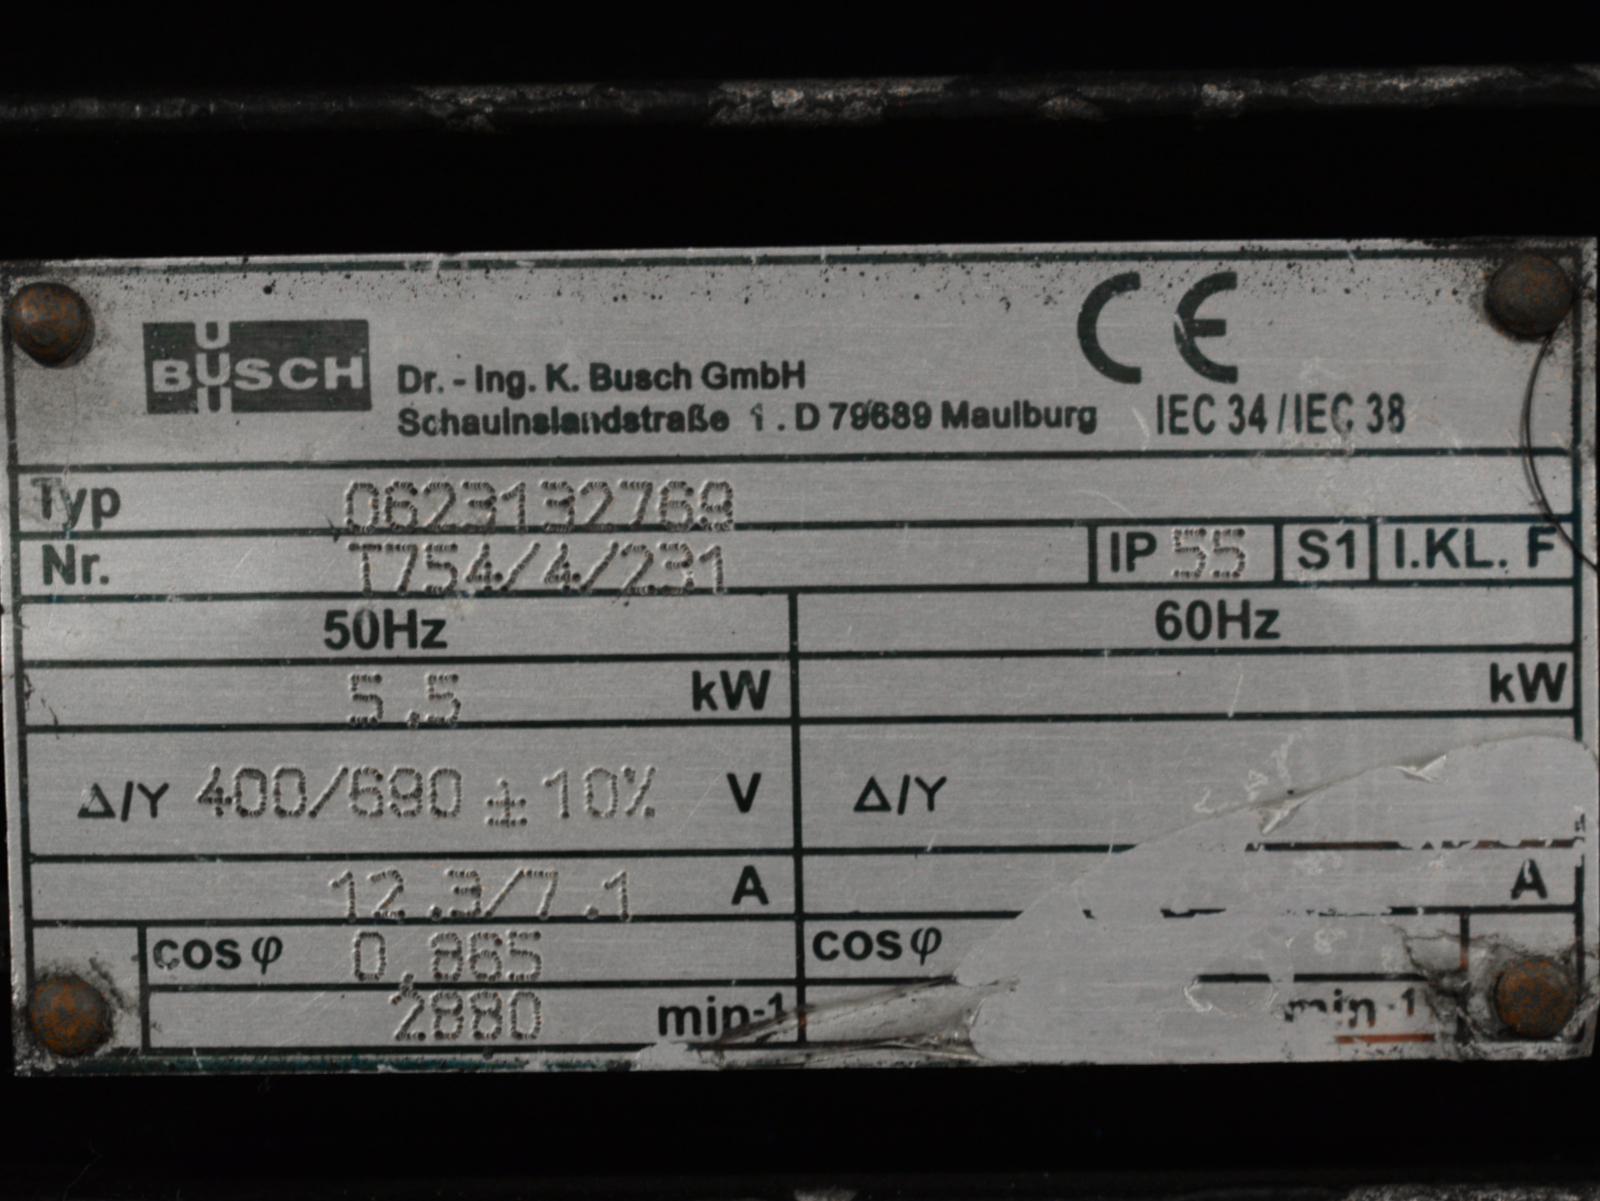 BUSCH
Dr. - Ing. K. Busch GmbH
Schauinslandstraße 1 . D 79689 Maulburg
CE
IEC 34 / IEC 38
Typ 0623132769
Nr. T754/4/231 IP 55 S1 I.KL. F
50Hz 60Hz
5,5 kW kW
Δ/Y 400/690 ± 10% V Δ/Y
12.3/7.1 A A
cos φ 0,865 cos φ
2880 min-1 min-1